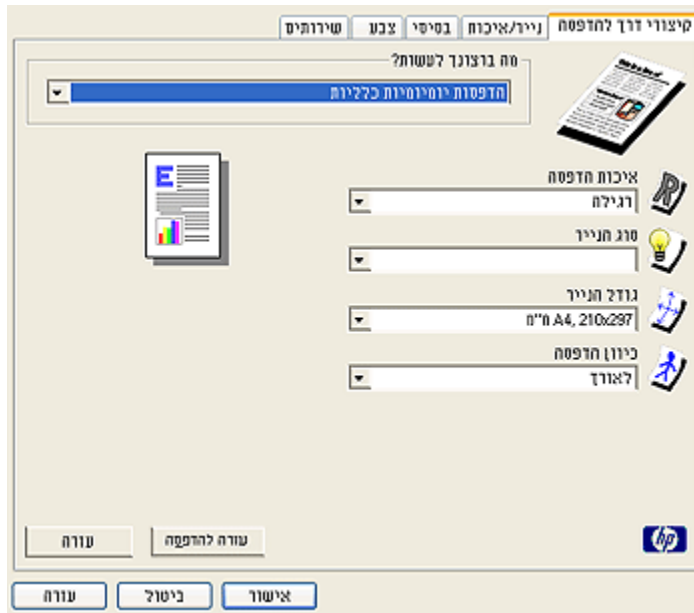 קיצורי דרך להדפסה
נייר/איכות
בסיסי
צבע
שירותים
מה ברצונך לעשות?
הדפסות יומיומיות כלליות
איכות הדפסה
רגילה
סוג הנייר
גודל הנייר
A4, 210x297 מ"מ
כיוון הדפסה
לאורך
E
עזרה להדפסה
עזרה
hp
אישור
ביטול
עזרה